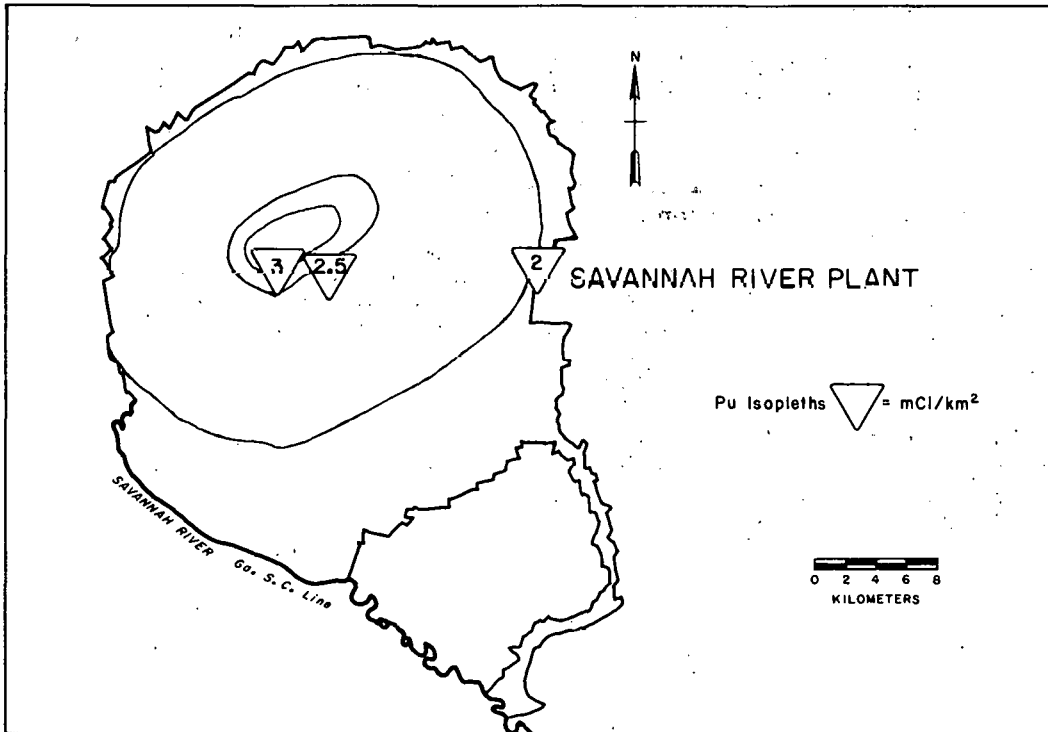 N
3 2.5 2 SAVANNAH RIVER PLANT
Pu Isopleths = mCi/km²
SAVANNAH RIVER
Ga. S.C. Line
0 2 4 6 8
KILOMETERS